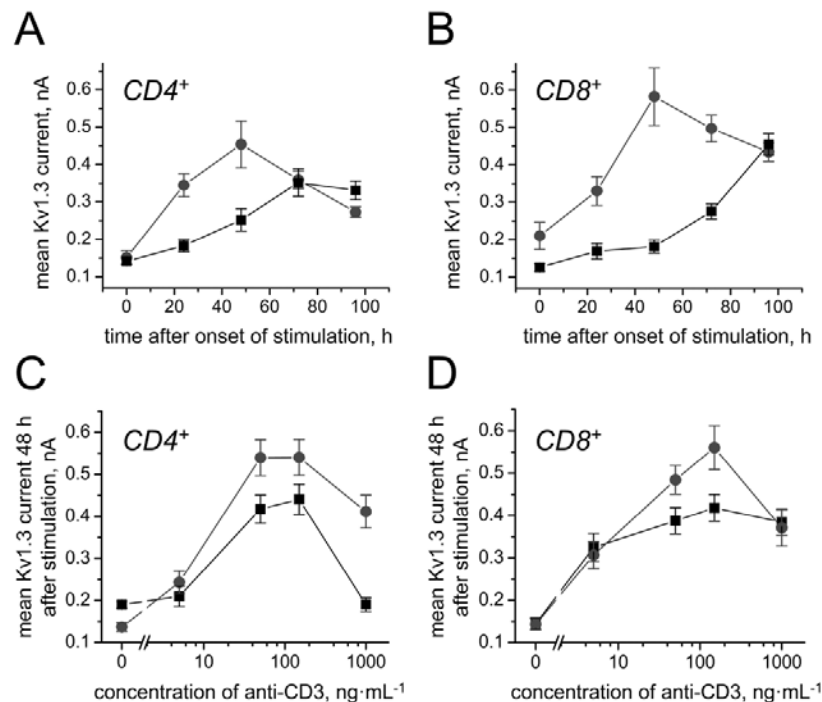 A
CD4⁺
mean Kv1.3 current, nA
0.6
0.5
0.4
0.3
0.2
0.1
0 20 40 60 80 100
time after onset of stimulation, h
B
CD8⁺
mean Kv1.3 current, nA
0.6
0.5
0.4
0.3
0.2
0.1
0 20 40 60 80 100
time after onset of stimulation, h
C
CD4⁺
mean Kv1.3 current 48 h
after stimulation, nA
0.6
0.5
0.4
0.3
0.2
0.1
0 10 100 1000
concentration of anti-CD3, ng·mL⁻¹
D
CD8⁺
mean Kv1.3 current 48 h
after stimulation, nA
0.6
0.5
0.4
0.3
0.2
0.1
0 10 100 1000
concentration of anti-CD3, ng·mL⁻¹